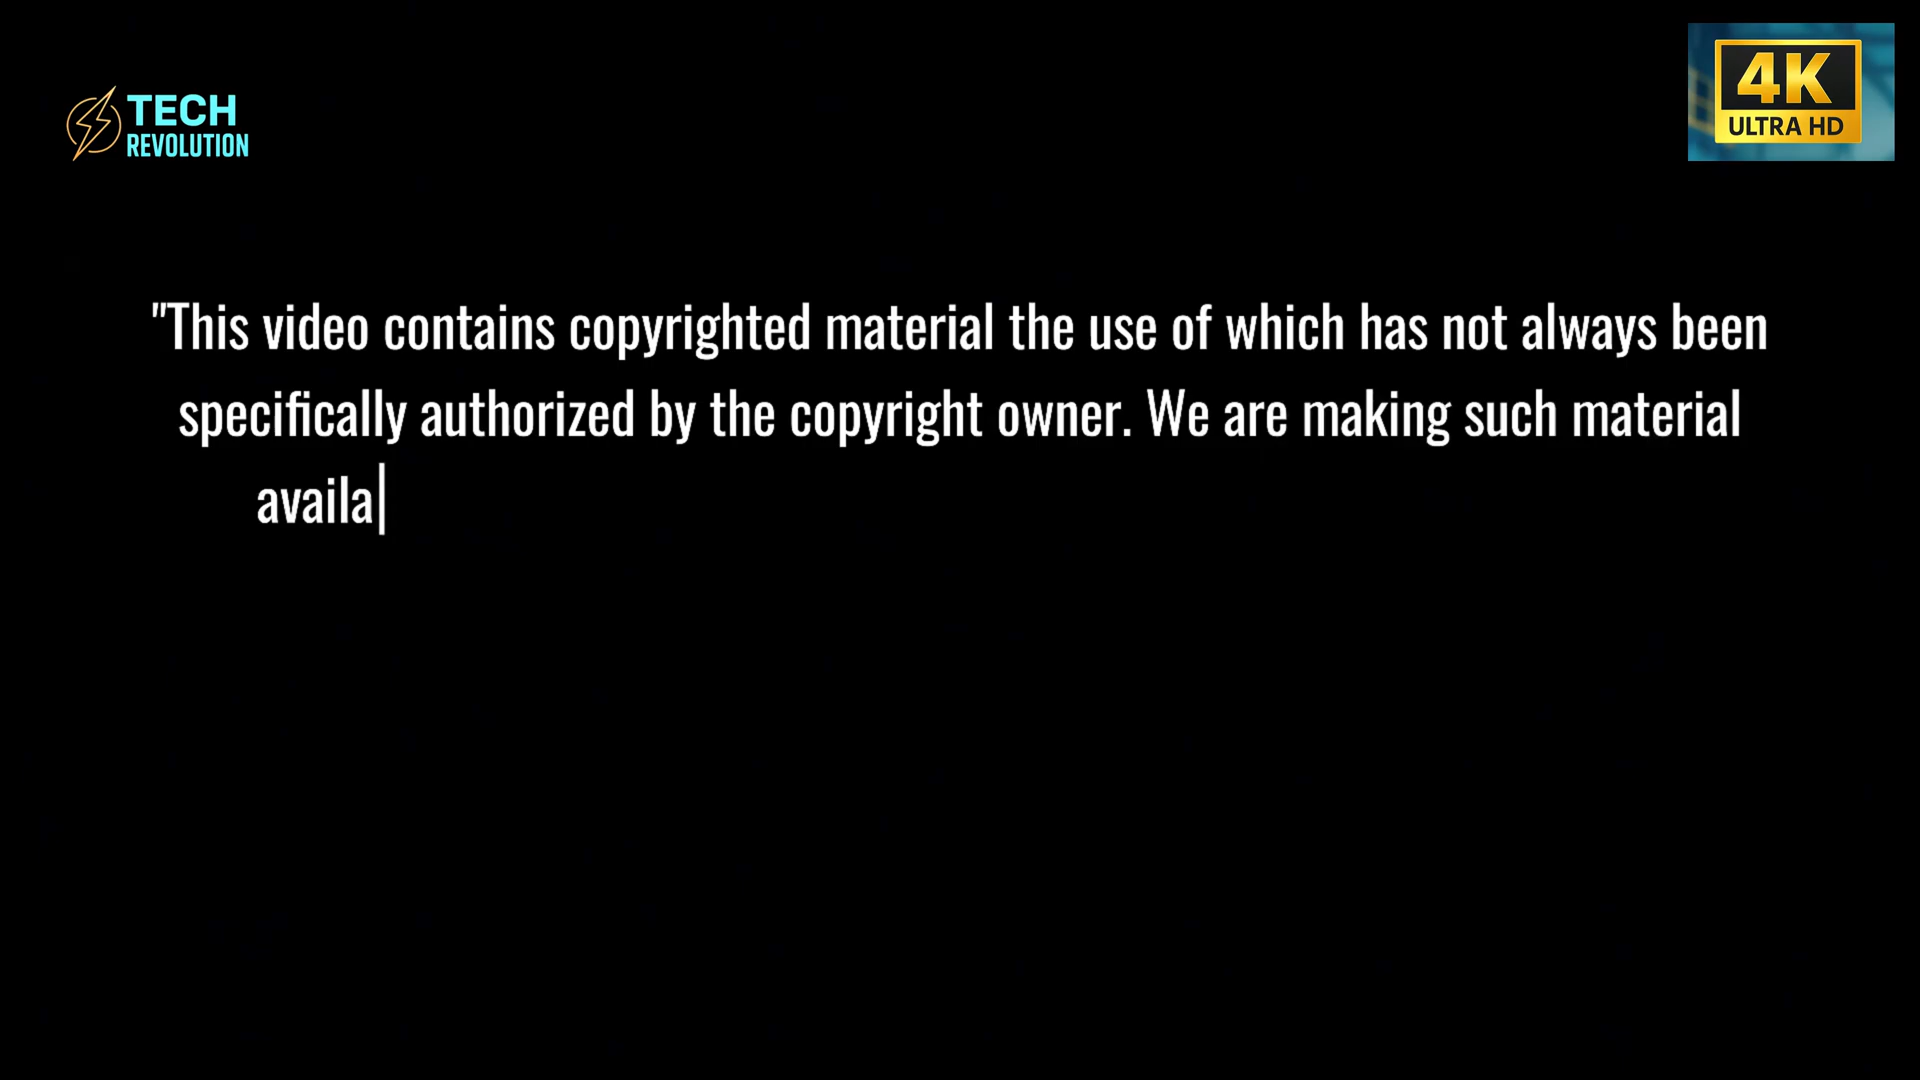 TECH
REVOLUTION
4K
ULTRA HD
"This video contains copyrighted material the use of which has not always been
specifically authorized by the copyright owner. We are making such material
availa